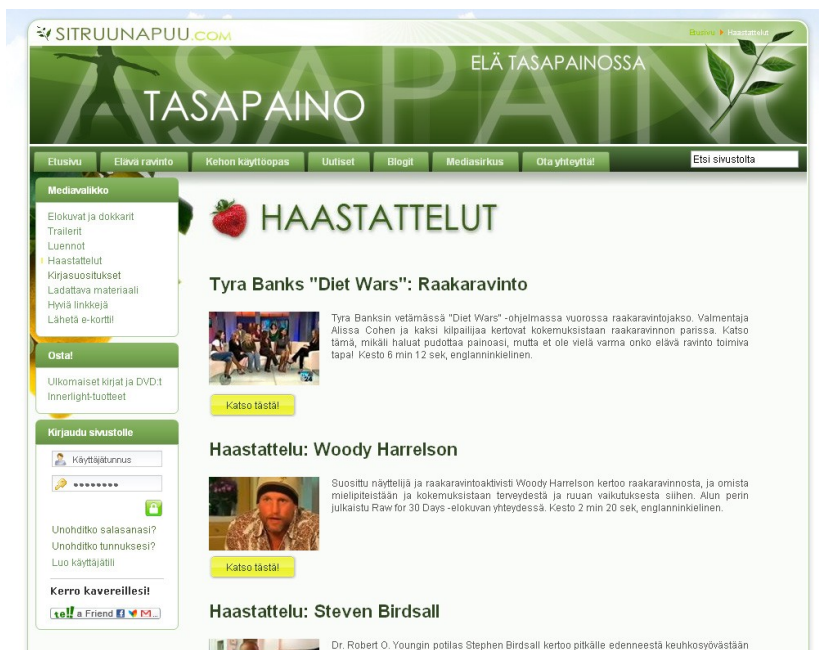 SITRUUNAPUU.COM
Etusivu Haastattelut
ELÄ TASAPAINOSSA
TASAPAINO
Etusivu Elävä ravinto Kehon käyttöopas Uutiset Blogit Mediasirkus Ota yhteyttä! Etsi sivustolta
Mediavalikko
Elokuvat ja dokkarit
Trailerit
Luennot
Haastattelut
Kirjasuositukset
Ladattava materiaali
Hyviä linkkejä
Lähetä e-kortti!
Osta!
Ulkomaiset kirjat ja DVD:t
Innerlight-tuotteet
Kirjaudu sivustolle
Käyttäjätunnus
Unohditko salasanasi?
Unohditko tunnuksesi?
Luo käyttäjätili
Kerro kavereillesi!
tell a Friend
HAASTATTELUT
Tyra Banks "Diet Wars": Raakaravinto
Tyra Banksin vetämässä "Diet Wars" -ohjelmassa vuorossa raakaravintojakso. Valmentaja
Alissa Cohen ja kaksi kilpailijaa kertovat kokemuksistaan raakaravinnon parissa. Katso
tämä, mikäli haluat pudottaa painoasi, mutta et ole vielä varma onko elävä ravinto toimiva
tapa! Kesto 6 min 12 sek, englanninkielinen.
Katso tästä!
Haastattelu: Woody Harrelson
Suosittu näyttelijä ja raakaravintoaktivisti Woody Harrelson kertoo raakaravinnosta, ja omista
mielipiteistään ja kokemuksistaan terveydestä ja ruuan vaikutuksesta siihen. Alun perin
julkaistu Raw for 30 Days -elokuvan yhteydessä. Kesto 2 min 20 sek, englanninkielinen.
Katso tästä!
Haastattelu: Steven Birdsall
Dr. Robert O. Youngin potilas Stephen Birdsall kertoo pitkälle edenneestä keuhkosyövästään